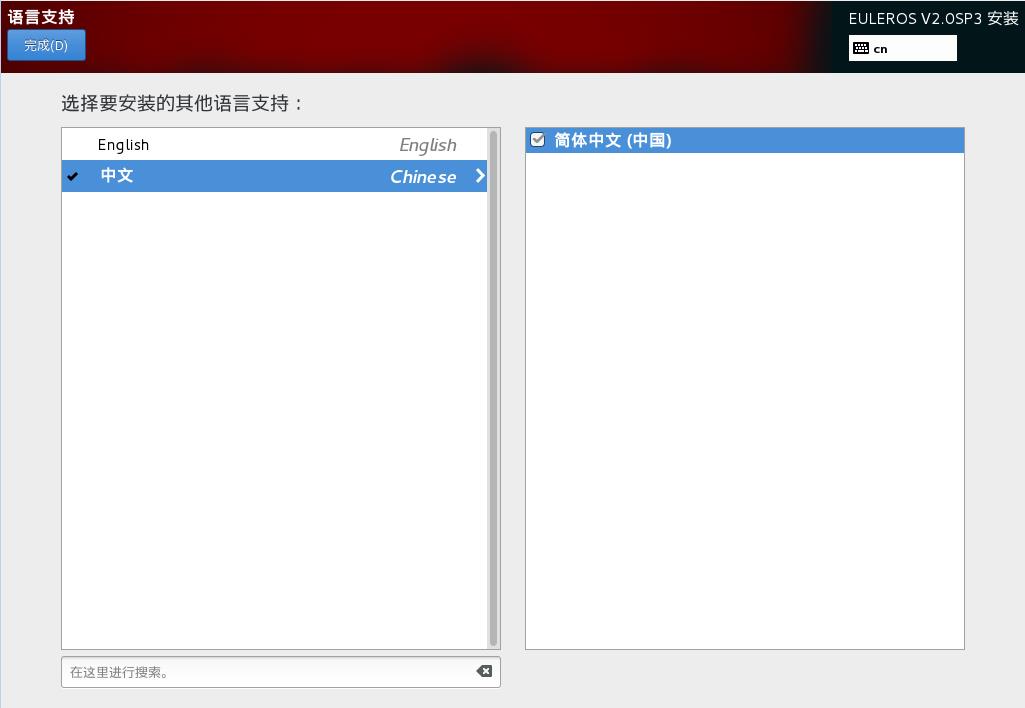 语言支持
完成(D)
EULEROS V2.0SP3 安装
cn
选择要安装的其他语言支持：
English English
中文 Chinese
简体中文 (中国)
在这里进行搜索。